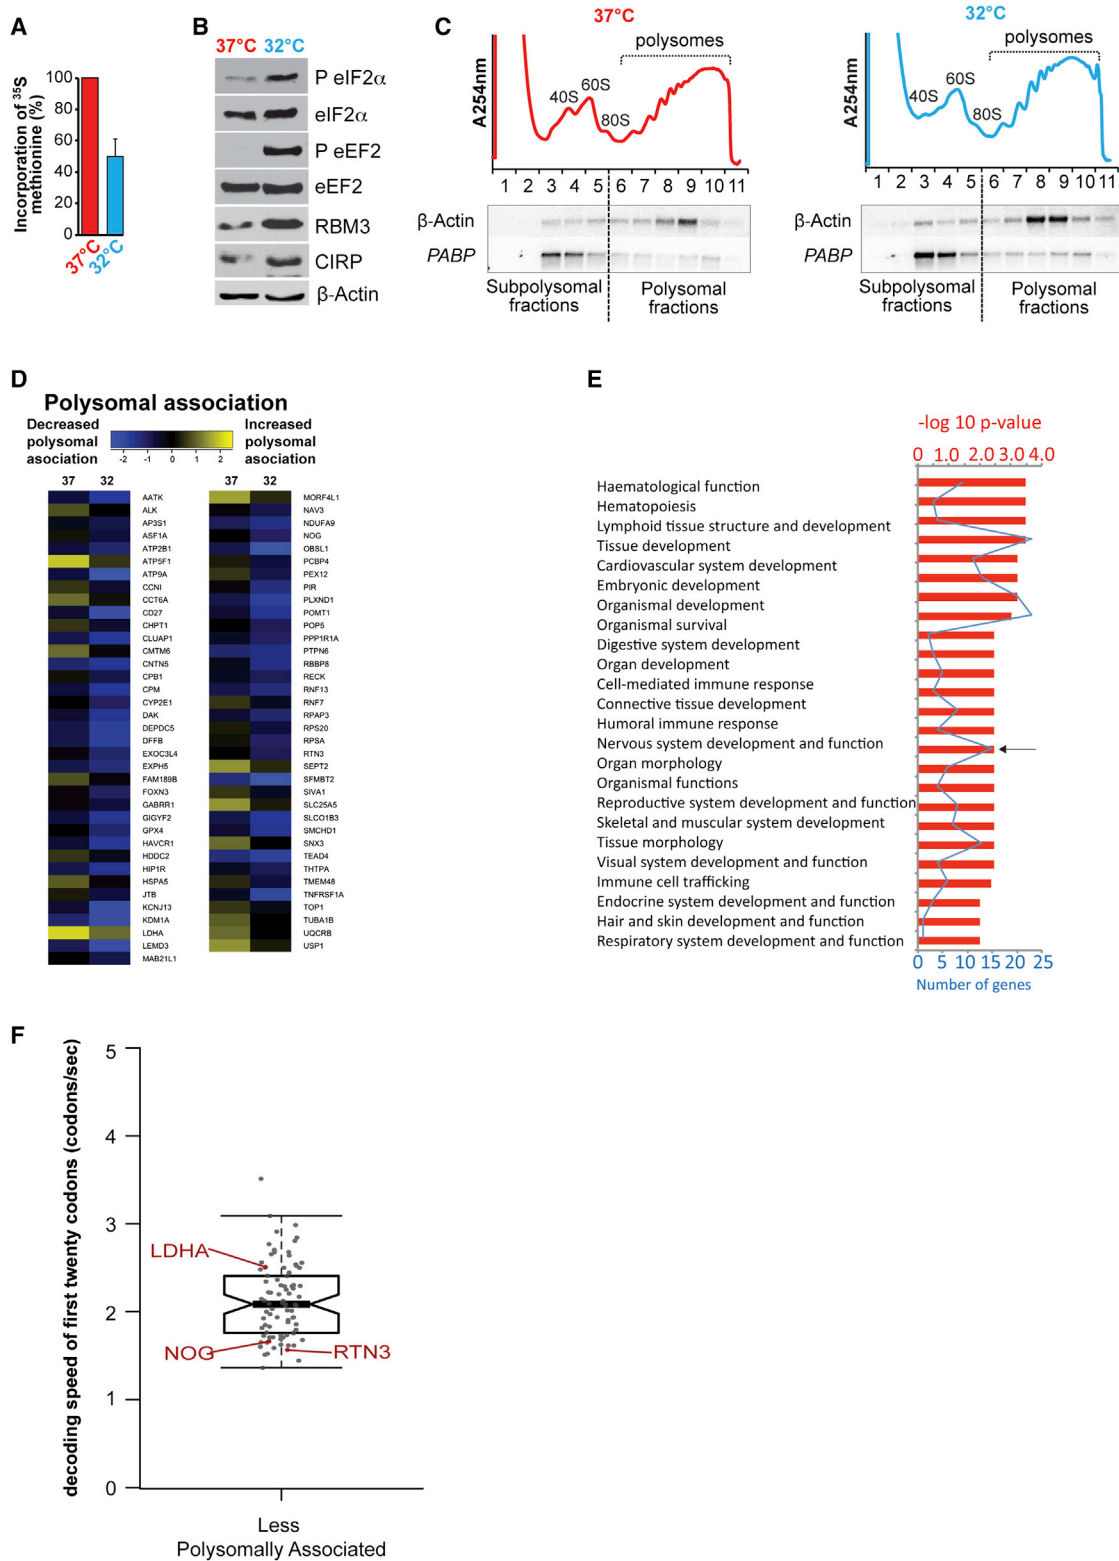 A
Incorporation of ³⁵S
methionine (%)
100
80
60
40
20
0
37°C
32°C
B
37°C 32°C
P eIF2α
eIF2α
P eEF2
eEF2
RBM3
CIRP
β-Actin
C
37°C
polysomes
A254nm
40S
60S
80S
1 2 3 4 5 6 7 8 9 10 11
β-Actin
PABP
Subpolysomal
fractions
Polysomal
fractions
32°C
polysomes
A254nm
40S
60S
80S
1 2 3 4 5 6 7 8 9 10 11
β-Actin
PABP
Subpolysomal
fractions
Polysomal
fractions
D
Polysomal association
Decreased
polysomal
asociation
-2 -1 0 1 2
Increased
polysomal
asociation
37 32
AATK
ALK
AP3S1
ASF1A
ATP2B1
ATP5F1
ATP9A
CCNI
CCT6A
CD27
CHPT1
CLUAP1
CMTM6
CNTN5
CPB1
CPM
CYP2E1
DAK
DEPDC5
DFFB
EXOC3L4
EXPH5
FAM189B
FOXN3
GABRR1
GIGYF2
GPX4
HAVCR1
HDDC2
HIP1R
HSPA5
JTB
KCNJ13
KDM1A
LDHA
LEMD3
MAB21L1
37 32
MORF4L1
NAV3
NDUFA9
NOG
OBSL1
PCBP4
PEX12
PIR
PLXND1
POMT1
POP5
PPP1R1A
PTPN6
RBBP8
RECK
RNF13
RNF7
RPAP3
RPS20
RPSA
RTN3
SEPT2
SFMBT2
SIVA1
SLC25A5
SLCO1B3
SMCHD1
SNX3
TEAD4
THTPA
TMEM48
TNFRSF1A
TOP1
TUBA1B
UQCRB
USP1
E
-log 10 p-value
0 1.0 2.0 3.0 4.0
Haematological function
Hematopoiesis
Lymphoid tissue structure and development
Tissue development
Cardiovascular system development
Embryonic development
Organismal development
Organismal survival
Digestive system development
Organ development
Cell-mediated immune response
Connective tissue development
Humoral immune response
Nervous system development and function
Organ morphology
Organismal functions
Reproductive system development and function
Skeletal and muscular system development
Tissue morphology
Visual system development and function
Immune cell trafficking
Endocrine system development and function
Hair and skin development and function
Respiratory system development and function
0 5 10 15 20 25
Number of genes
F
decoding speed of first twenty codons (codons/sec)
5
4
3
2
1
0
LDHA
NOG
RTN3
Less
Polysomally Associated